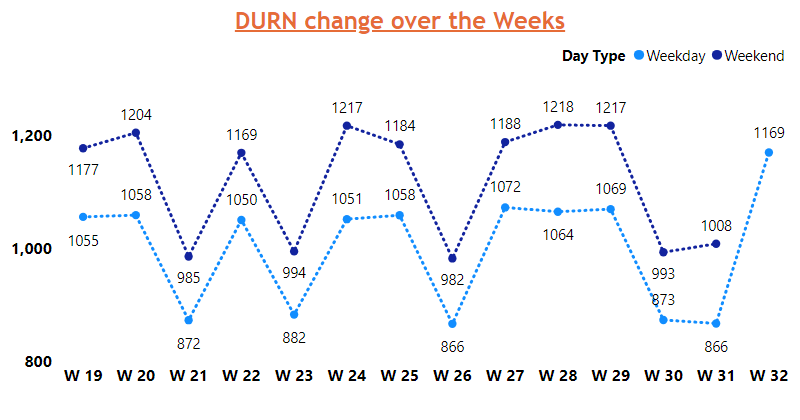 DURN change over the Weeks
Day Type Weekday Weekend
1204 1217 1218 1217
1,200 1169 1184 1188 1169
1177
1058 1050 1051 1058 1072 1069
1055 1064 1008
1,000
985 994 982 993
873
872 882 866 866
800
W 19 W 20 W 21 W 22 W 23 W 24 W 25 W 26 W 27 W 28 W 29 W 30 W 31 W 32